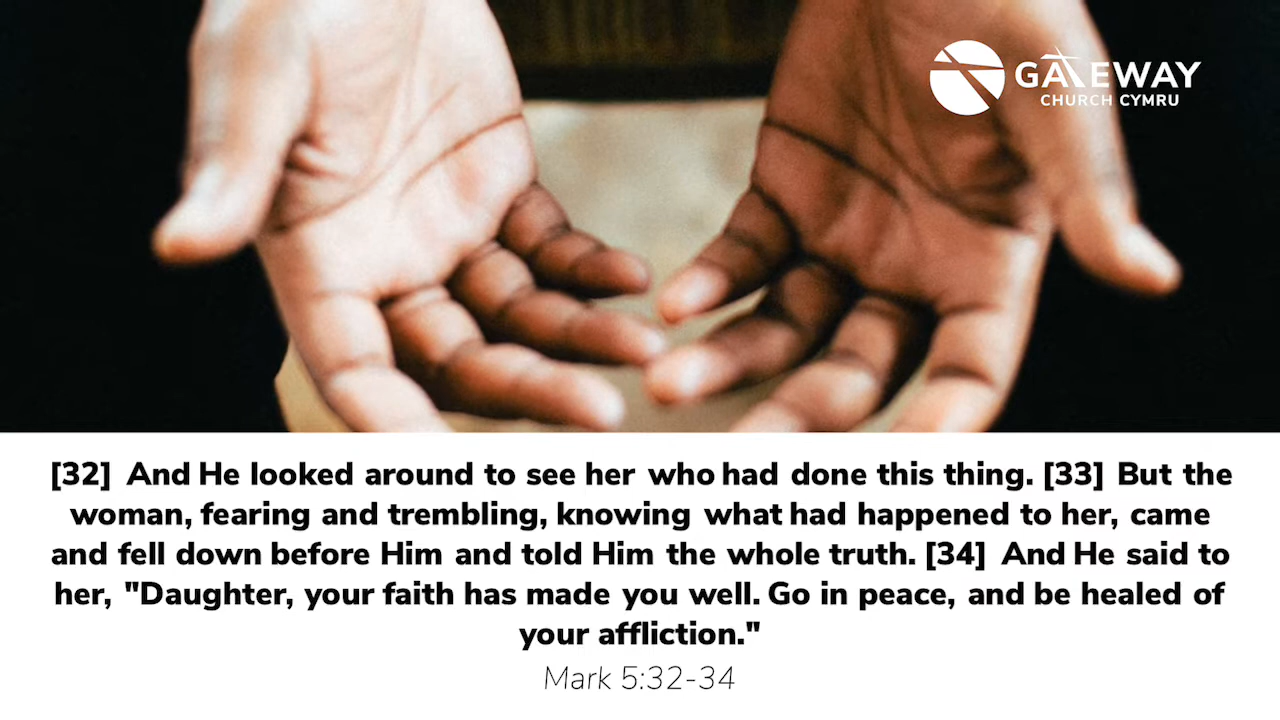 GATEWAY
CHURCH CYMRU
[32] And He looked around to see her who had done this thing. [33] But the
woman, fearing and trembling, knowing what had happened to her, came
and fell down before Him and told Him the whole truth. [34] And He said to
her, "Daughter, your faith has made you well. Go in peace, and be healed of
your affliction."
Mark 5:32-34